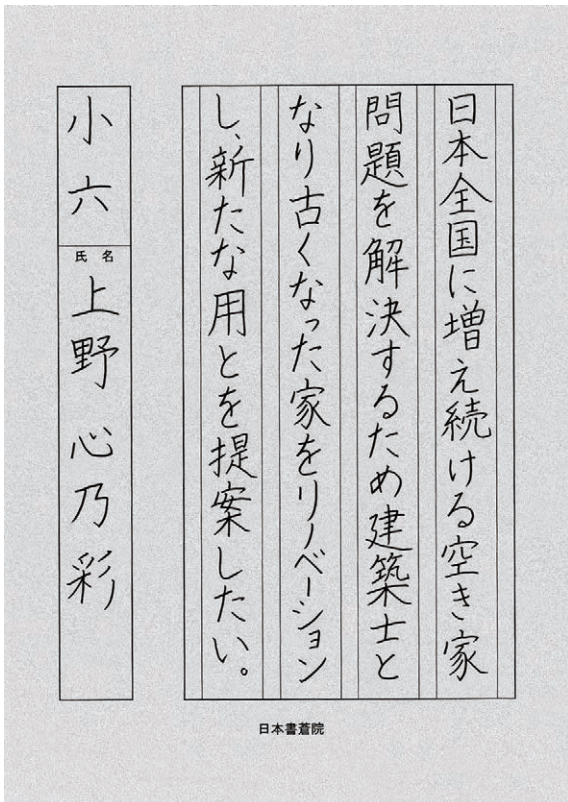 日本全国に増え続ける空き家
問題を解決するため建築士と
なり古くなった家をリノベーション
し、新たな用とを提案したい。
小六
氏名
上野心乃彩
日本書蒼院